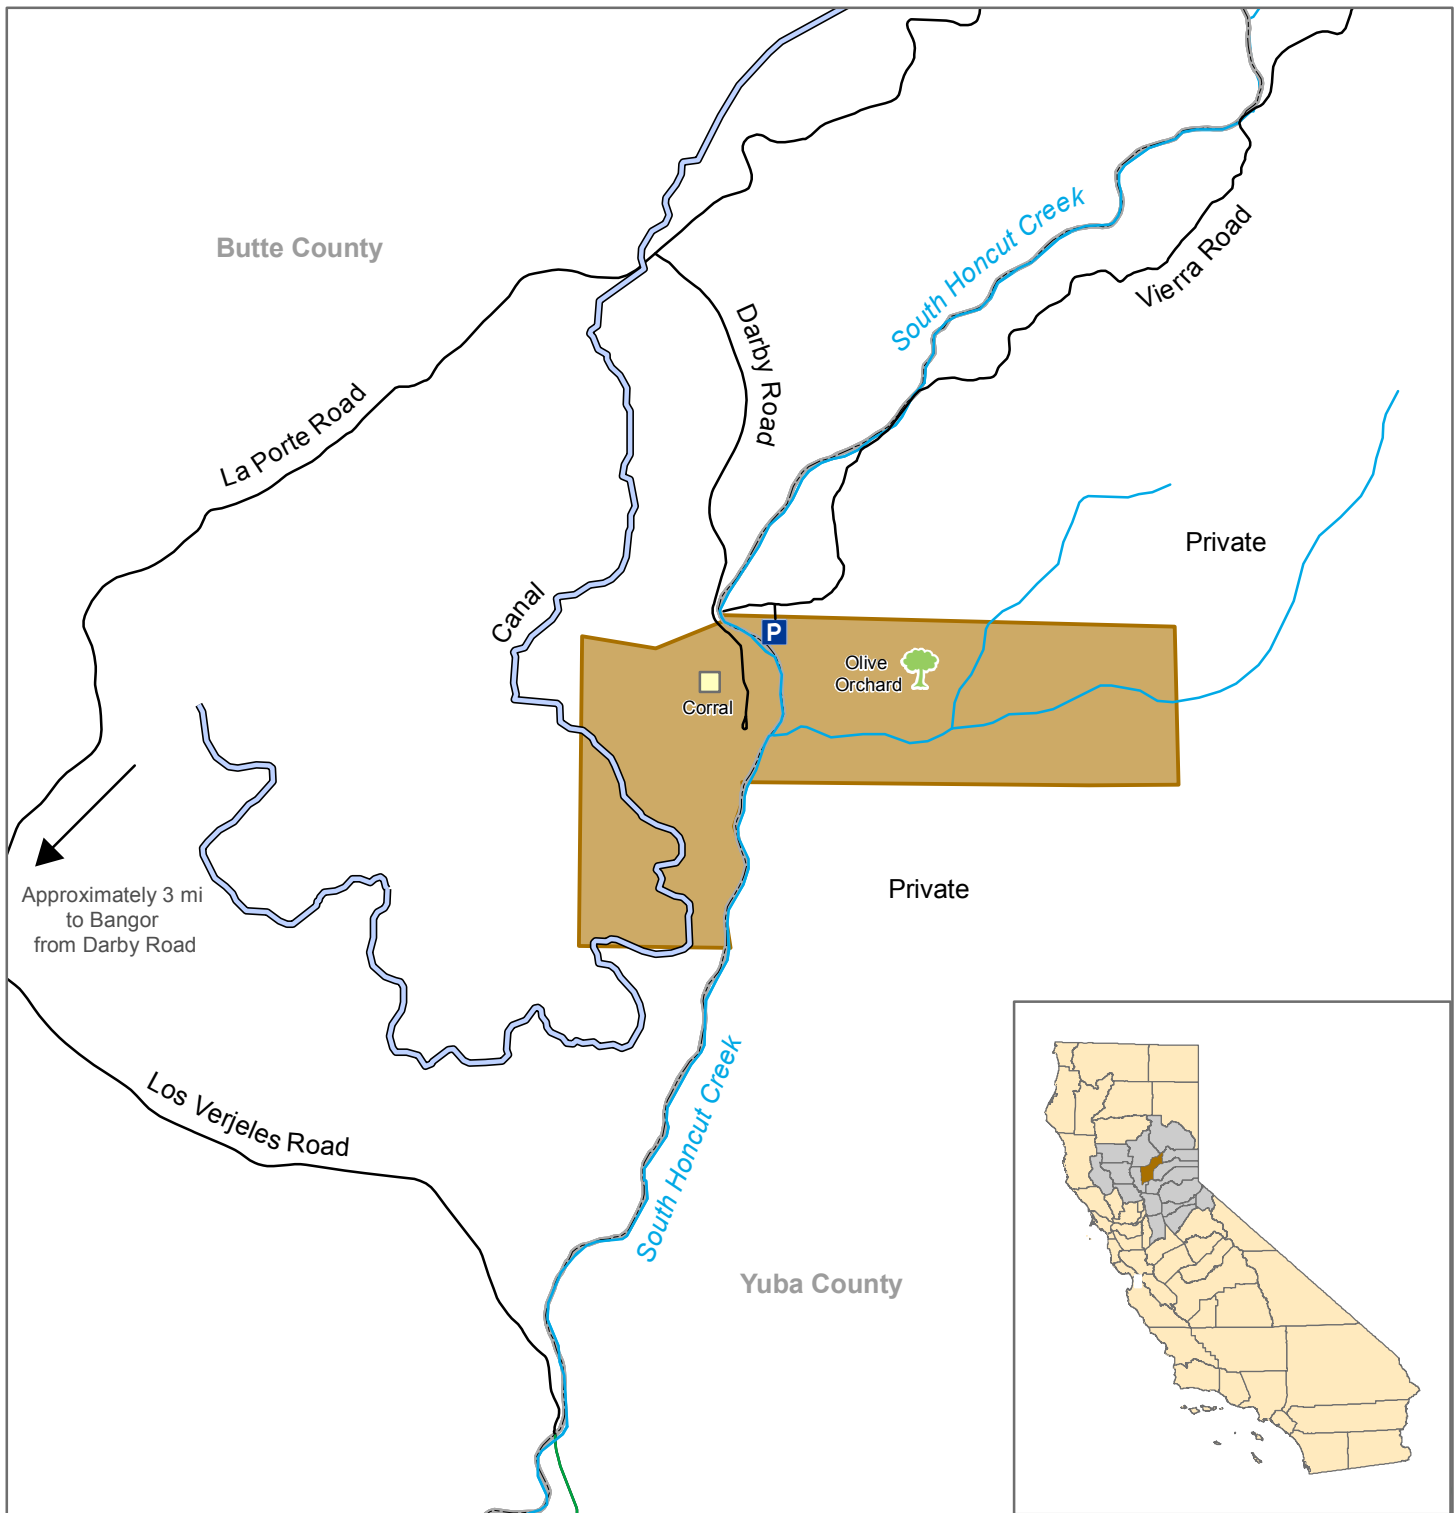 South Honcut Creek
Butte County
Vierra Road
Darby Road
La Porte Road
Private
Canal
P
Olive
Orchard
Corral
Approximately 3 mi
to Bangor
from Darby Road
Private
Los Verjeles Road
South Honcut Creek
Yuba County